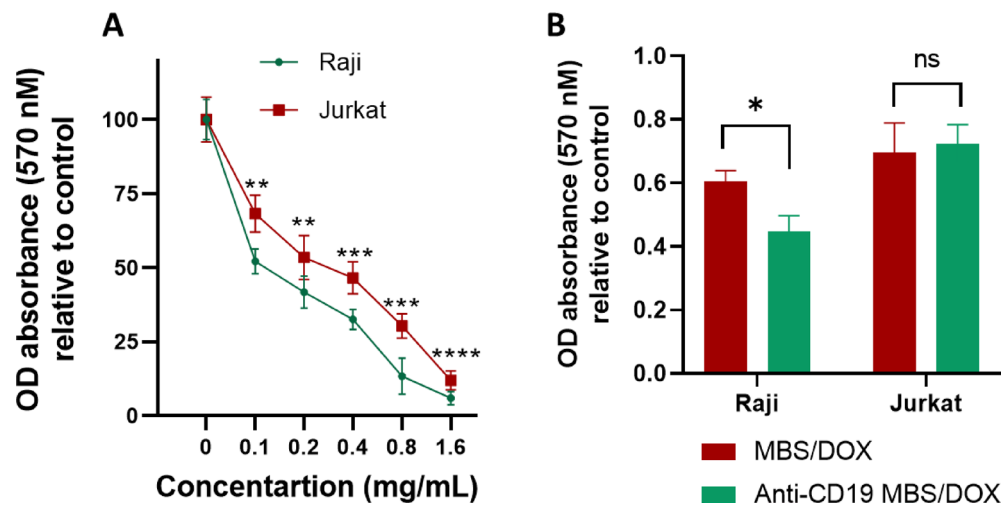 A
Raji
Jurkat
OD absorbance (570 nM)
relative to control
100
75
50
25
0
**
**
***
***
****
0 0.1 0.2 0.4 0.8 1.6
Concentartion (mg/mL)
B
OD absorbance (570 nM)
relative to control
1.0
0.8
0.6
0.4
0.2
0.0
*
ns
Raji Jurkat
MBS/DOX
Anti-CD19 MBS/DOX